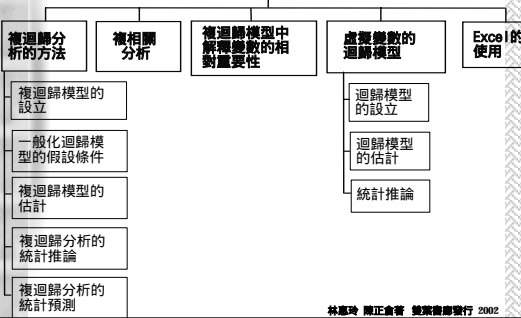 複迴歸分
析的方法
複相關
分析
複迴歸模型中
解釋變數的相
對重要性
虛擬變數的
迴歸模型
Excel的
使用
複迴歸模型的
設立
一般化迴歸模
型的假設條件
複迴歸模型的
估計
複迴歸分析的
統計推論
複迴歸分析的
統計預測
迴歸模型
的設立
迴歸模型
的估計
統計推論
林惠玲 陳正倉著 雙葉書廊發行 2002